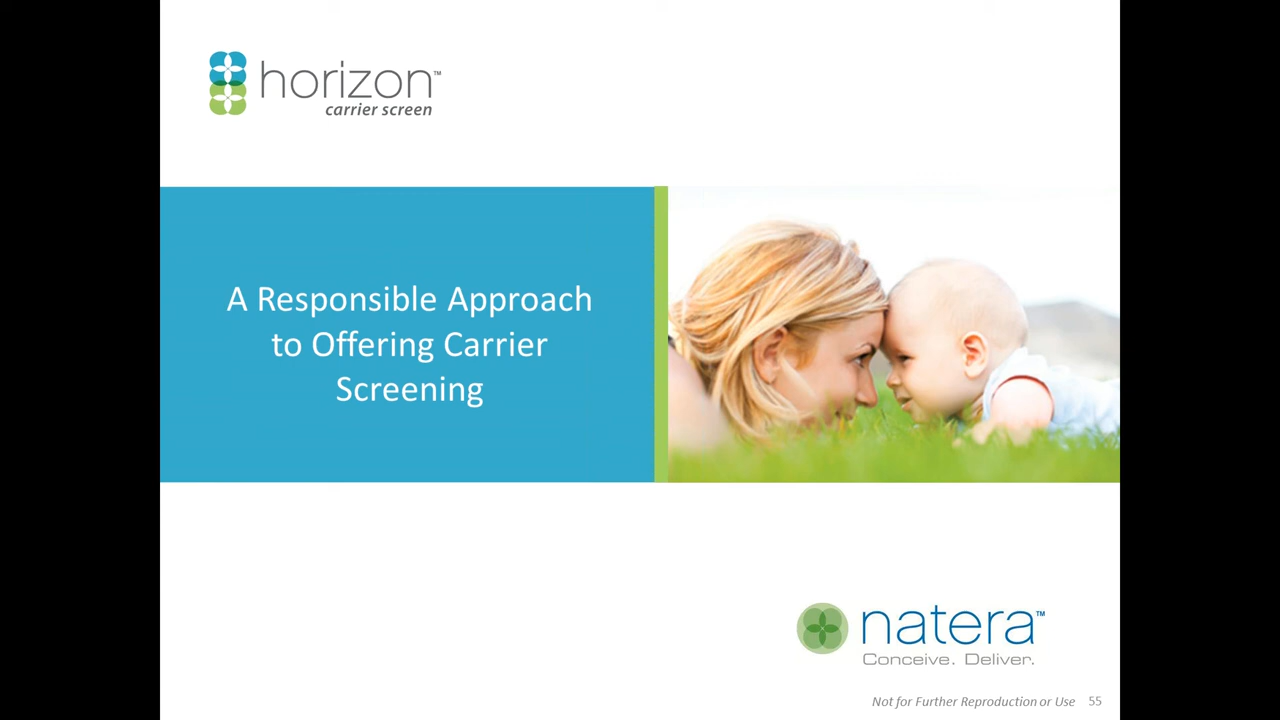 horizon™
carrier screen
A Responsible Approach
to Offering Carrier
Screening
natera™
Conceive. Deliver.
Not for Further Reproduction or Use 55